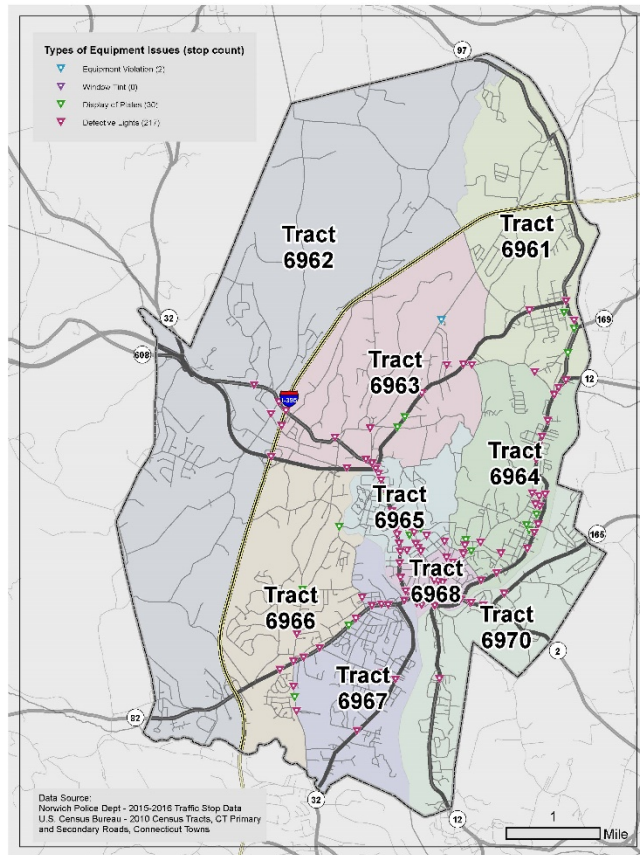 Types of Equipment Issues (stop count)
Equipment Violation (2)
Window Tint (0)
Display of Plates (30)
Defective Lights (217)
97
Tract
6962
Tract
6961
32
169
608
Tract
6963
12
I-395
Tract
6964
Tract
6965
165
Tract
6968
Tract
6966
Tract
6970
2
Tract
6967
82
32
12
Data Source:
Norwich Police Dept - 2015-2016 Traffic Stop Data
U.S. Census Bureau - 2010 Census Tracts, CT Primary
and Secondary Roads, Connecticut Towns
1
Mile